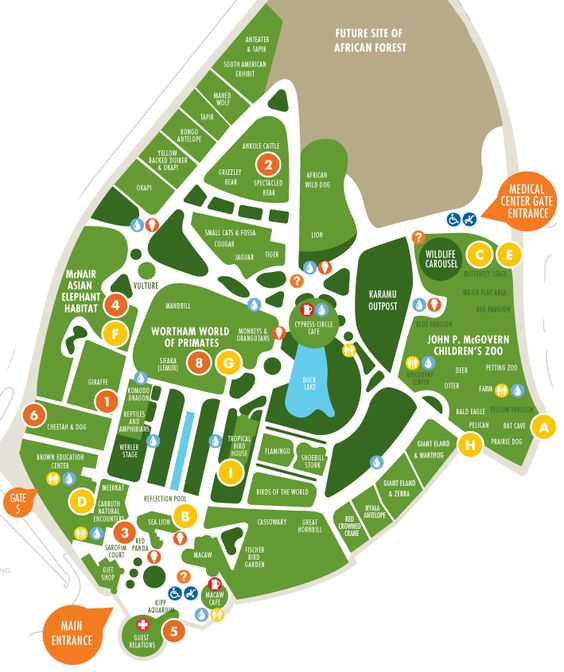 FUTURE SITE OF
AFRICAN FOREST
ANTEATER
& TAPIR
SOUTH AMERICAN
EXHIBIT
MANED
WOLF
TAPIR
BONGO
ANTELOPE
YELLOW
BACKED DUIKER
& OKAPI
OKAPI
ANKOLE CATTLE
2
GRIZZLEY
BEAR
SPECTACLED
BEAR
AFRICAN
WILD DOG
LION
MEDICAL
CENTER GATE
ENTRANCE
SMALL CATS & FOSSA
COUGAR
JAGUAR
TIGER
?
WILDLIFE
CAROUSEL
C
E
BUTTERFLY STAGE
WATER PLAY AREA
RED PAVILION
BLUE PAVILION
McNAIR
ASIAN
ELEPHANT
HABITAT
4
F
VULTURE
?
MANDRILL
KARAMU
OUTPOST
WORTHAM WORLD
OF PRIMATES
MONKEYS &
ORANGUTANS
CYPRESS CIRCLE
CAFE
SIFAKA
(LEMUR)
8
G
JOHN P. McGOVERN
CHILDREN'S ZOO
DISCOVERY
CENTER
DEER
PETTING ZOO
OTTER
FARM
YELLOW PAVILION
BALD EAGLE
PELICAN
BAT CAVE
PRAIRIE DOG
A
H
DUCK
LAKE
GIRAFFE
1
KOMODO
DRAGON
6
CHEETAH & DOG
REPTILES
AND
AMPHIBIANS
WERLER
STAGE
TROPICAL
BIRD
HOUSE
I
FLAMINGO
SHOEBILL
STORK
GIANT ELAND
& WARTHOG
BROWN EDUCATION
CENTER
GIANT ELAND
& ZEBRA
GATE
5
MEERKAT
D
CARRUTH
NATURAL
ENCOUNTERS
REFLECTION POOL
BIRDS OF THE WORLD
NYALA
ANTELOPE
RED
CROWNED
CRANE
B
SEA LION
CASSOWARY
GREAT
HORNBILL
3
SAROFIM
COURT
RED
PANDA
?
MACAW
FISCHER
BIRD
GARDEN
GIFT
SHOP
?
KIPP
AQUARIUM
MACAW
CAFE
MAIN
ENTRANCE
GUEST
RELATIONS
5
NG